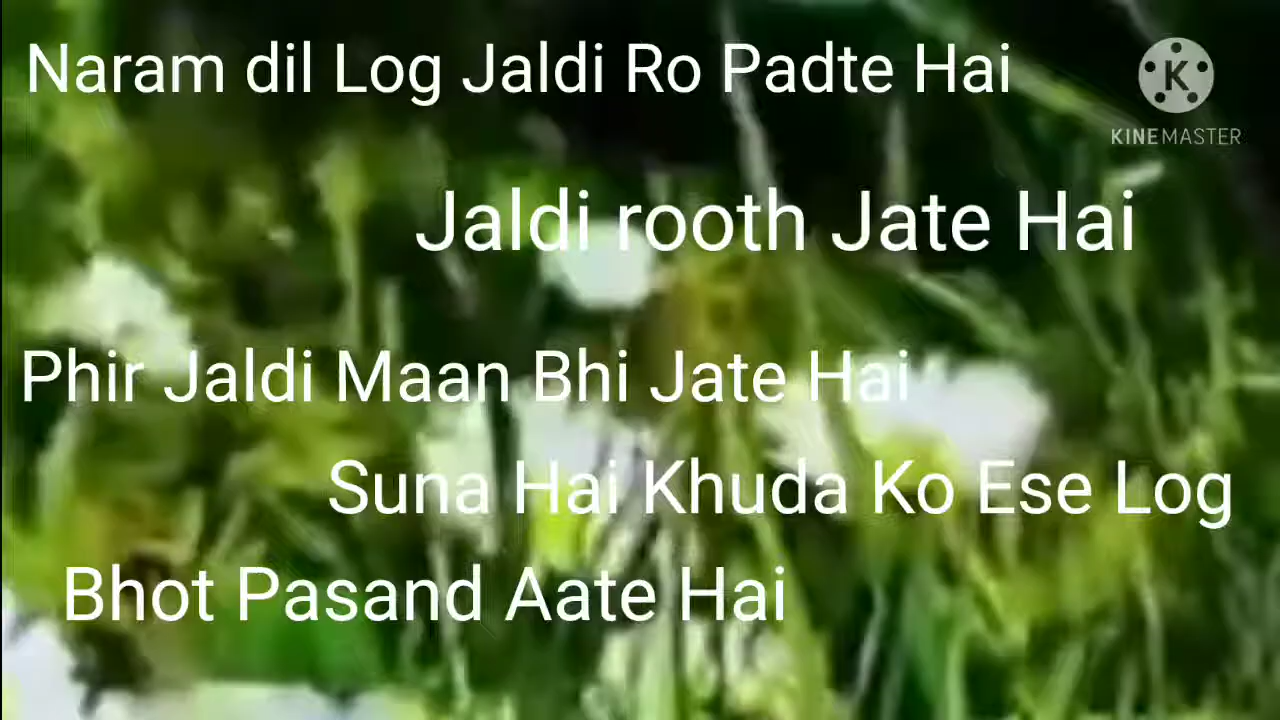 Naram dil Log Jaldi Ro Padte Hai
KINEMASTER
Jaldi rooth Jate Hai
Phir Jaldi Maan Bhi Jate Hai
Suna Hai Khuda Ko Ese Log
Bhot Pasand Aate Hai